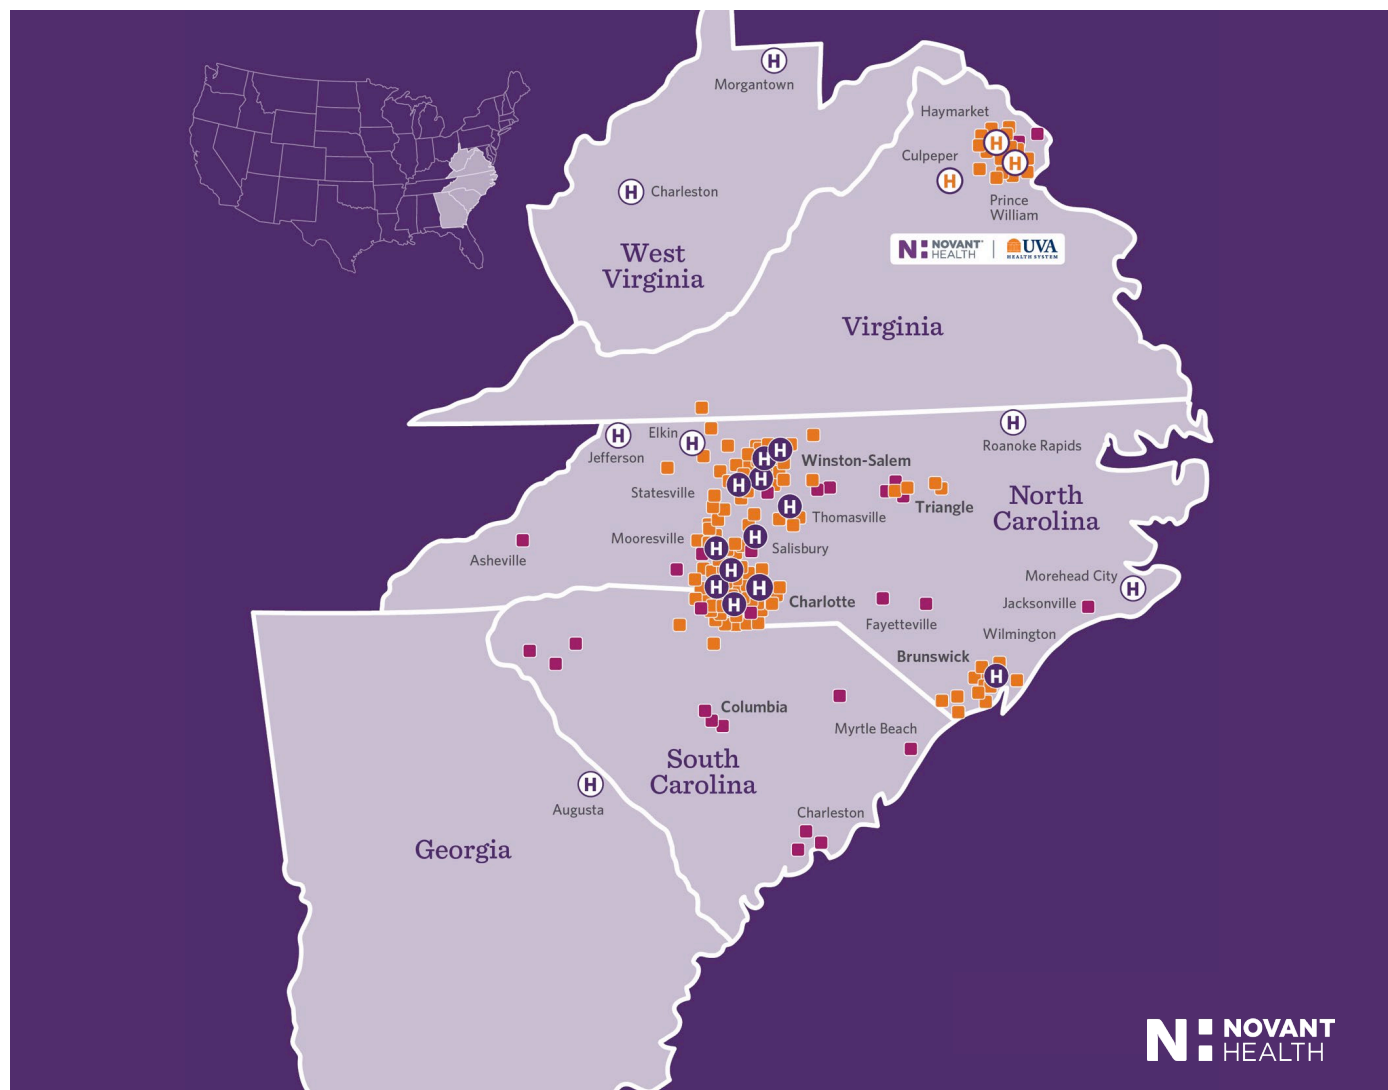 H
Morgantown
Haymarket
H
Culpeper
H
H
H
Charleston
Prince
William
West
Virginia
NOVANT
HEALTH
UVA
HEALTH SYSTEM
Virginia
H
Jefferson
Elkin
H
H
Roanoke Rapids
H
H
Winston-Salem
H
H
Statesville
North
Carolina
Triangle
H
Thomasville
Mooresville
H
H
Salisbury
Asheville
H
H
H
H
Charlotte
Morehead City
H
Jacksonville
Fayetteville
Wilmington
Brunswick
H
Columbia
Myrtle Beach
South
Carolina
H
Augusta
Charleston
Georgia
N
NOVANT
HEALTH